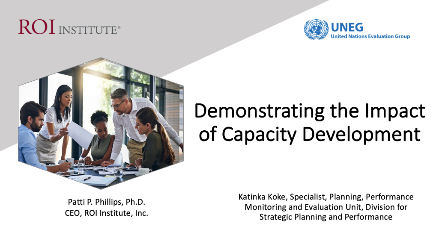 ROI INSTITUTE®
UNEG
United Nations Evaluation Group
Demonstrating the Impact
of Capacity Development
Patti P. Phillips, Ph.D.
CEO, ROI Institute, Inc.
Katinka Koke, Specialist, Planning, Performance
Monitoring and Evaluation Unit, Division for
Strategic Planning and Performance